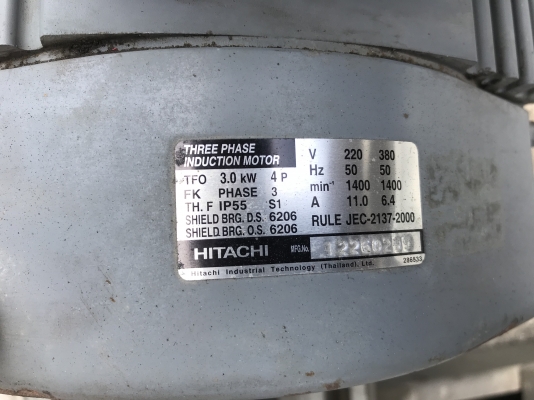 THREE PHASE
INDUCTION MOTOR
TFO 3.0 kW 4 P
FK PHASE 3
TH. F IP55 S1
SHIELD BRG. D.S. 6206
SHIELD. BRG. O.S. 6206
V 220 380
Hz 50 50
min⁻¹ 1400 1400
A 11.0 6.4
RULE JEC-2137-2000
HITACHI
MFG.No.
Hitachi Industrial Technology (Thailand), Ltd.